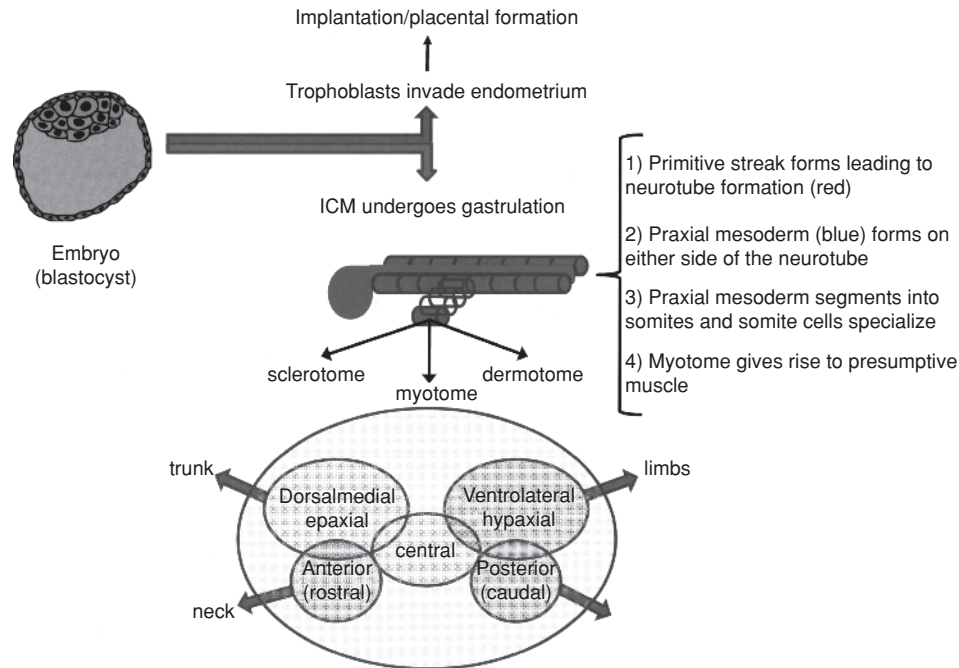 Implantation/placental formation
Trophoblasts invade endometrium
Embryo
(blastocyst)
ICM undergoes gastrulation
1) Primitive streak forms leading to
neurotube formation (red)
2) Praxial mesoderm (blue) forms on
either side of the neurotube
3) Praxial mesoderm segments into
somites and somite cells specialize
4) Myotome gives rise to presumptive
muscle
sclerotome
myotome
dermotome
trunk
limbs
Dorsalmedial
epaxial
Ventrolateral
hypaxial
central
Anterior
(rostral)
Posterior
(caudal)
neck